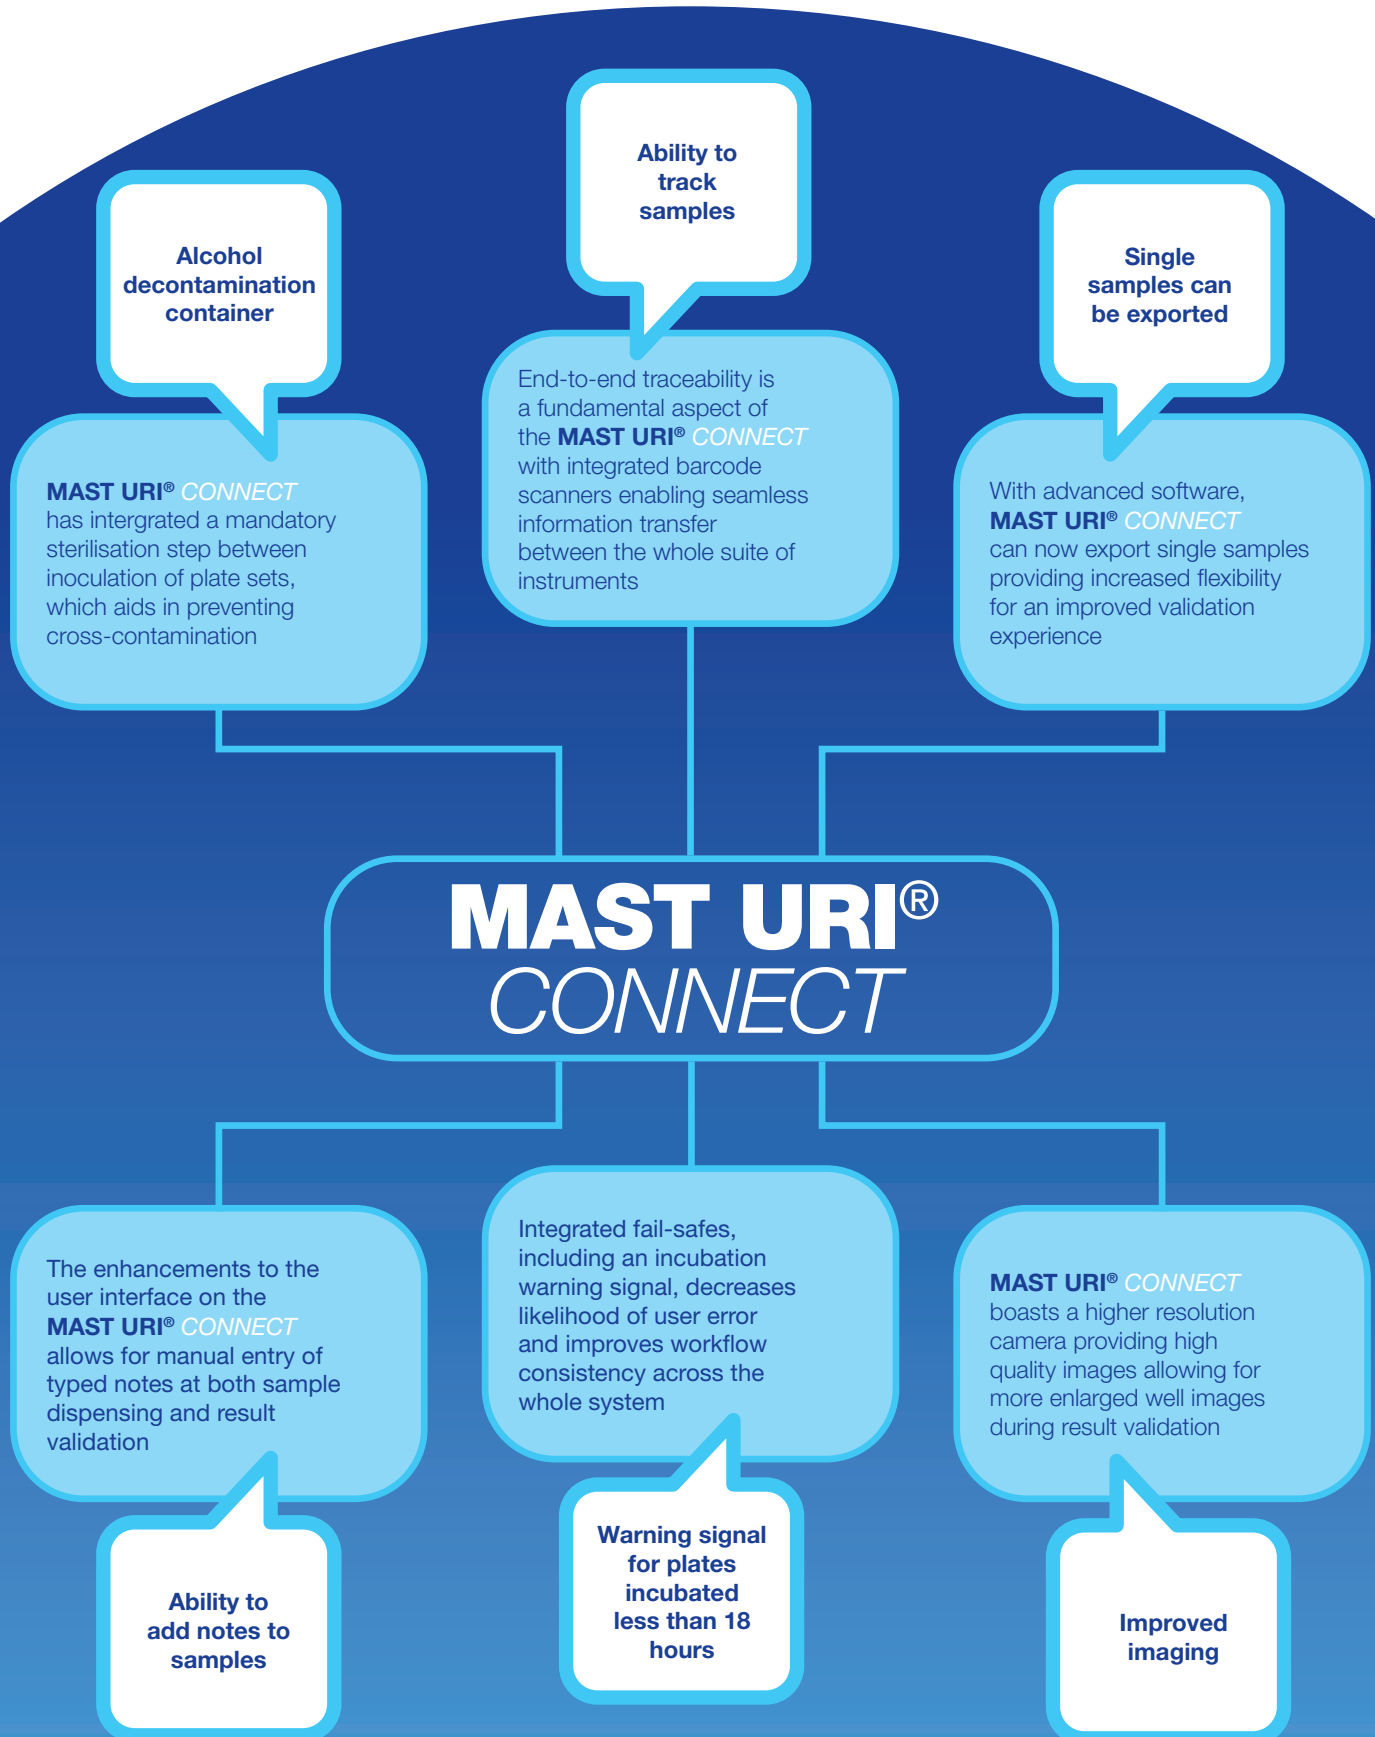 Ability to
track
samples
Alcohol
decontamination
container
Single
samples can
be exported
MAST URI® CONNECT
has intergrated a mandatory
sterilisation step between
inoculation of plate sets,
which aids in preventing
cross-contamination
End-to-end traceability is
a fundamental aspect of
the MAST URI® CONNECT
with integrated barcode
scanners enabling seamless
information transfer
between the whole suite of
instruments
With advanced software,
MAST URI® CONNECT
can now export single samples
providing increased flexibility
for an improved validation
experience
MAST URI®
CONNECT
The enhancements to the
user interface on the
MAST URI® CONNECT
allows for manual entry of
typed notes at both sample
dispensing and result
validation
Integrated fail-safes,
including an incubation
warning signal, decreases
likelihood of user error
and improves workflow
consistency across the
whole system
MAST URI® CONNECT
boasts a higher resolution
camera providing high
quality images allowing for
more enlarged well images
during result validation
Ability to
add notes to
samples
Warning signal
for plates
incubated
less than 18
hours
Improved
imaging